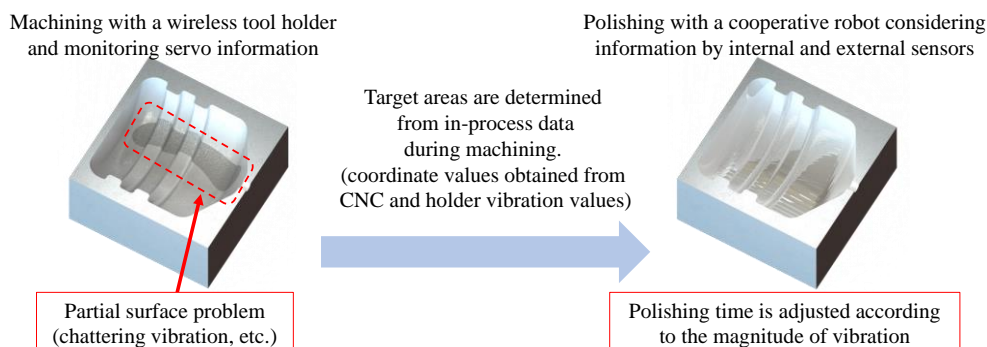 Machining with a wireless tool holder
and monitoring servo information
Polishing with a cooperative robot considering
information by internal and external sensors
Target areas are determined
from in-process data
during machining.
(coordinate values obtained from
CNC and holder vibration values)
Partial surface problem
(chattering vibration, etc.)
Polishing time is adjusted according
to the magnitude of vibration